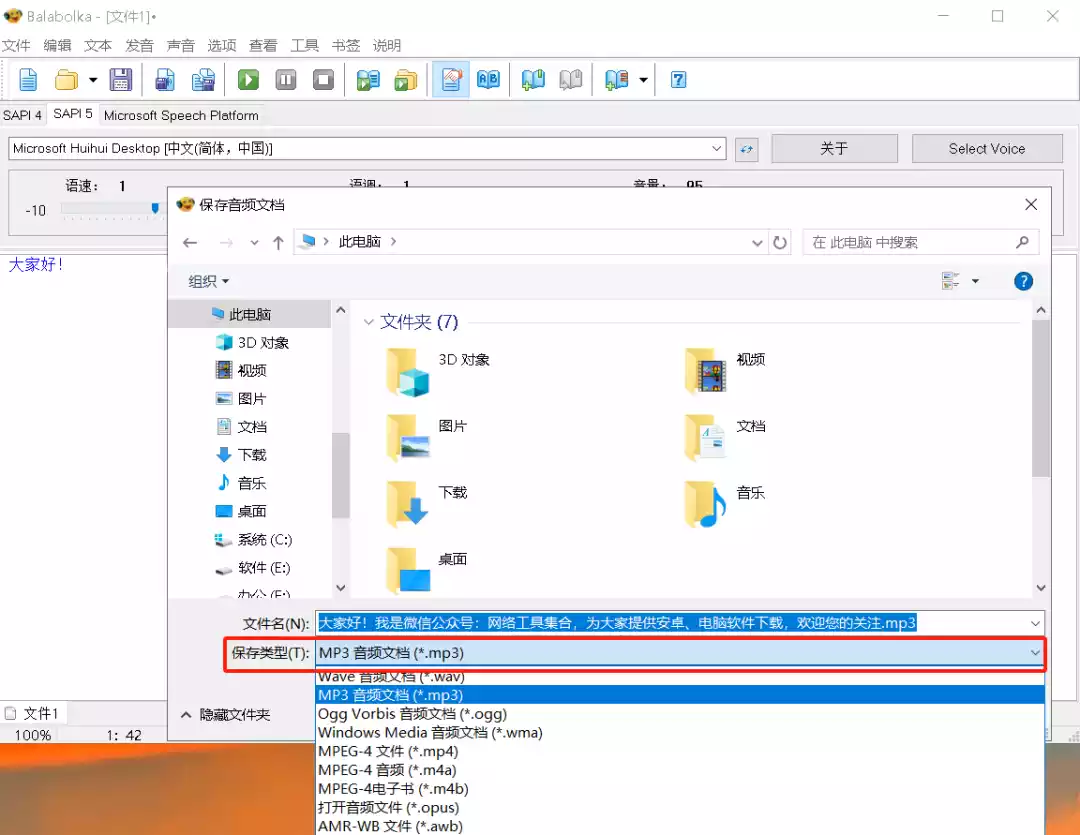 Balabolka - [文件1]•
文件 编辑 文本 发音 声音 选项 查看 工具 书签 说明
SAPI 4 SAPI 5 Microsoft Speech Platform
Microsoft Huihui Desktop [中文(简体，中国)]
关于
Select Voice
语速： 1
语调： 1
音量： 95
-10
大家好！
保存音频文档
此电脑
在 此电脑 中搜索
组织
此电脑
3D 对象
视频
图片
文档
下载
音乐
桌面
系统 (C:)
软件 (E:)
办公 (F:)
文件夹 (7)
3D 对象
视频
图片
文档
下载
音乐
桌面
文件名(N): 大家好！我是微信公众号：网络工具集合，为大家提供安卓、电脑软件下载，欢迎您的关注.mp3
保存类型(T): MP3 音频文档 (*.mp3)
Wave 音频文档 (*.wav)
MP3 音频文档 (*.mp3)
Ogg Vorbis 音频文档 (*.ogg)
Windows Media 音频文档 (*.wma)
MPEG-4 文件 (*.mp4)
MPEG-4 音频 (*.m4a)
MPEG-4电子书 (*.m4b)
打开音频文件 (*.opus)
AMR-WB 文件 (*.awb)
隐藏文件夹
文件1
100% 1: 42